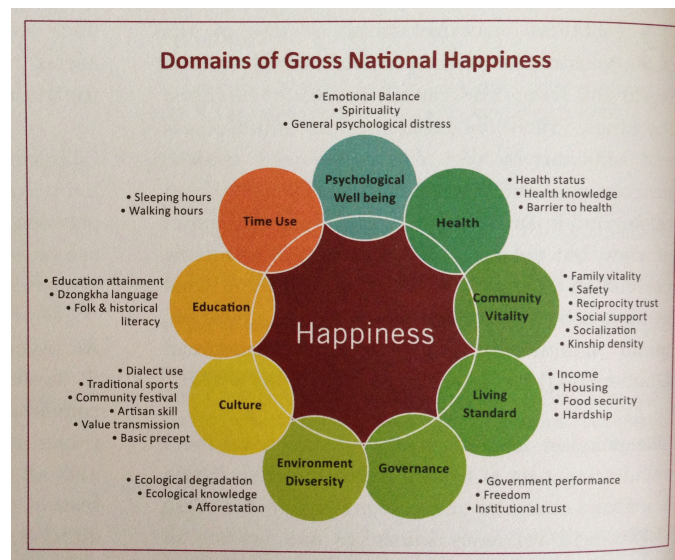 Domains of Gross National Happiness
• Emotional Balance
• Spirituality
• General psychological distress
Psychological
Well being
• Health status
• Health knowledge
• Barrier to health
Health
• Family vitality
• Safety
• Reciprocity trust
• Social support
• Socialization
• Kinship density
Community
Vitality
• Income
• Housing
• Food security
• Hardship
Living
Standard
• Government performance
• Freedom
• Institutional trust
Governance
• Ecological degradation
• Ecological knowledge
• Afforestation
Environment
Divsersity
• Dialect use
• Traditional sports
• Community festival
• Artisan skill
• Value transmission
• Basic precept
Culture
• Education attainment
• Dzongkha language
• Folk & historical
literacy
Education
• Sleeping hours
• Walking hours
Time Use
Happiness